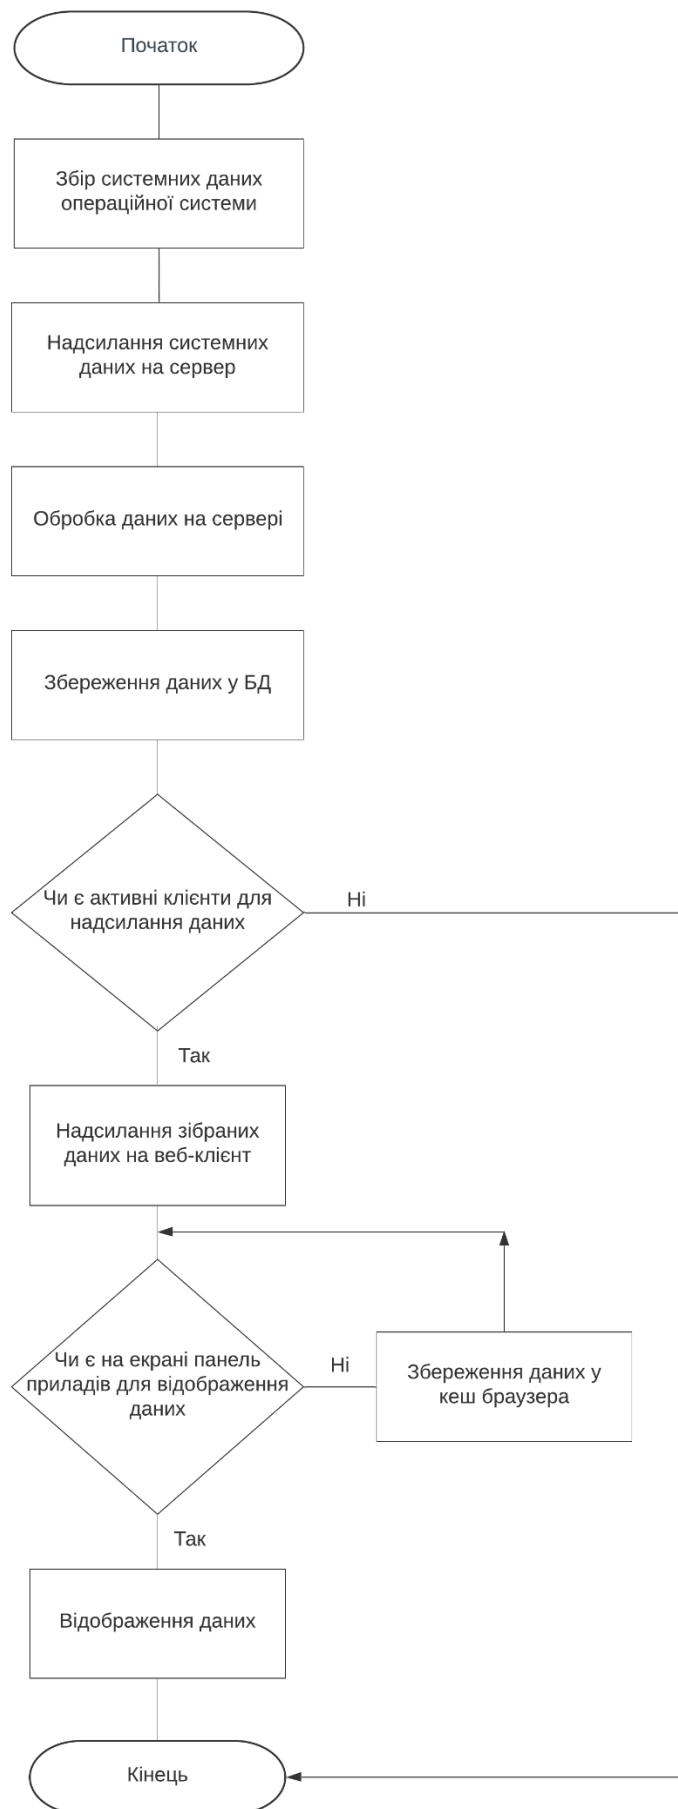 Початок
Збір системних даних
операційної системи
Надсилання системних
даних на сервер
Обробка даних на сервері
Збереження даних у БД
Чи є активні клієнти для
надсилання даних
Ні
Так
Надсилання зібраних
даних на веб-клієнт
Чи є на екрані панель
приладів для відображення
даних
Ні
Збереження даних у
кеш браузера
Так
Відображення даних
Кінець